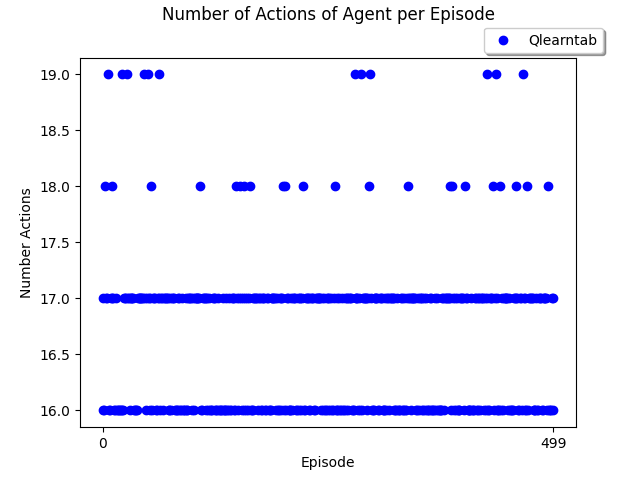 Number of Actions of Agent per Episode
Qlearntab
19.0
18.5
18.0
17.5
17.0
16.5
16.0
Number Actions
0
499
Episode